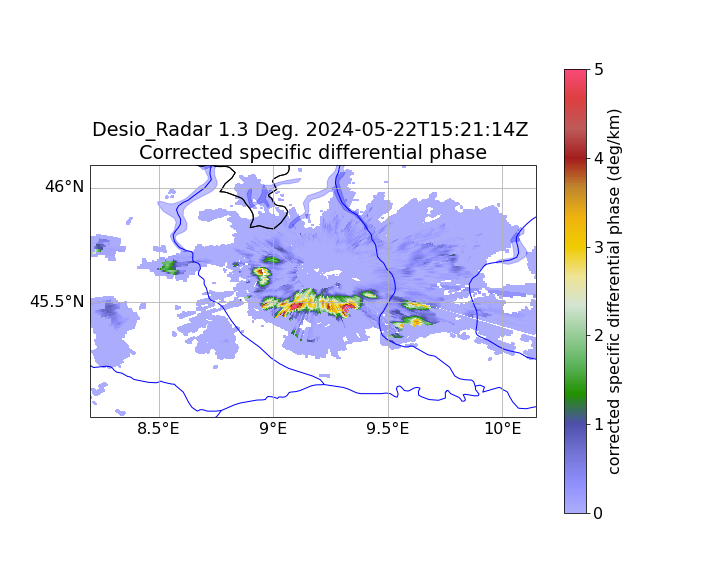 Desio_Radar 1.3 Deg. 2024-05-22T15:21:14Z
Corrected specific differential phase
46°N
45.5°N
8.5°E
9°E
9.5°E
10°E
5
4
3
2
1
0
corrected specific differential phase (deg/km)